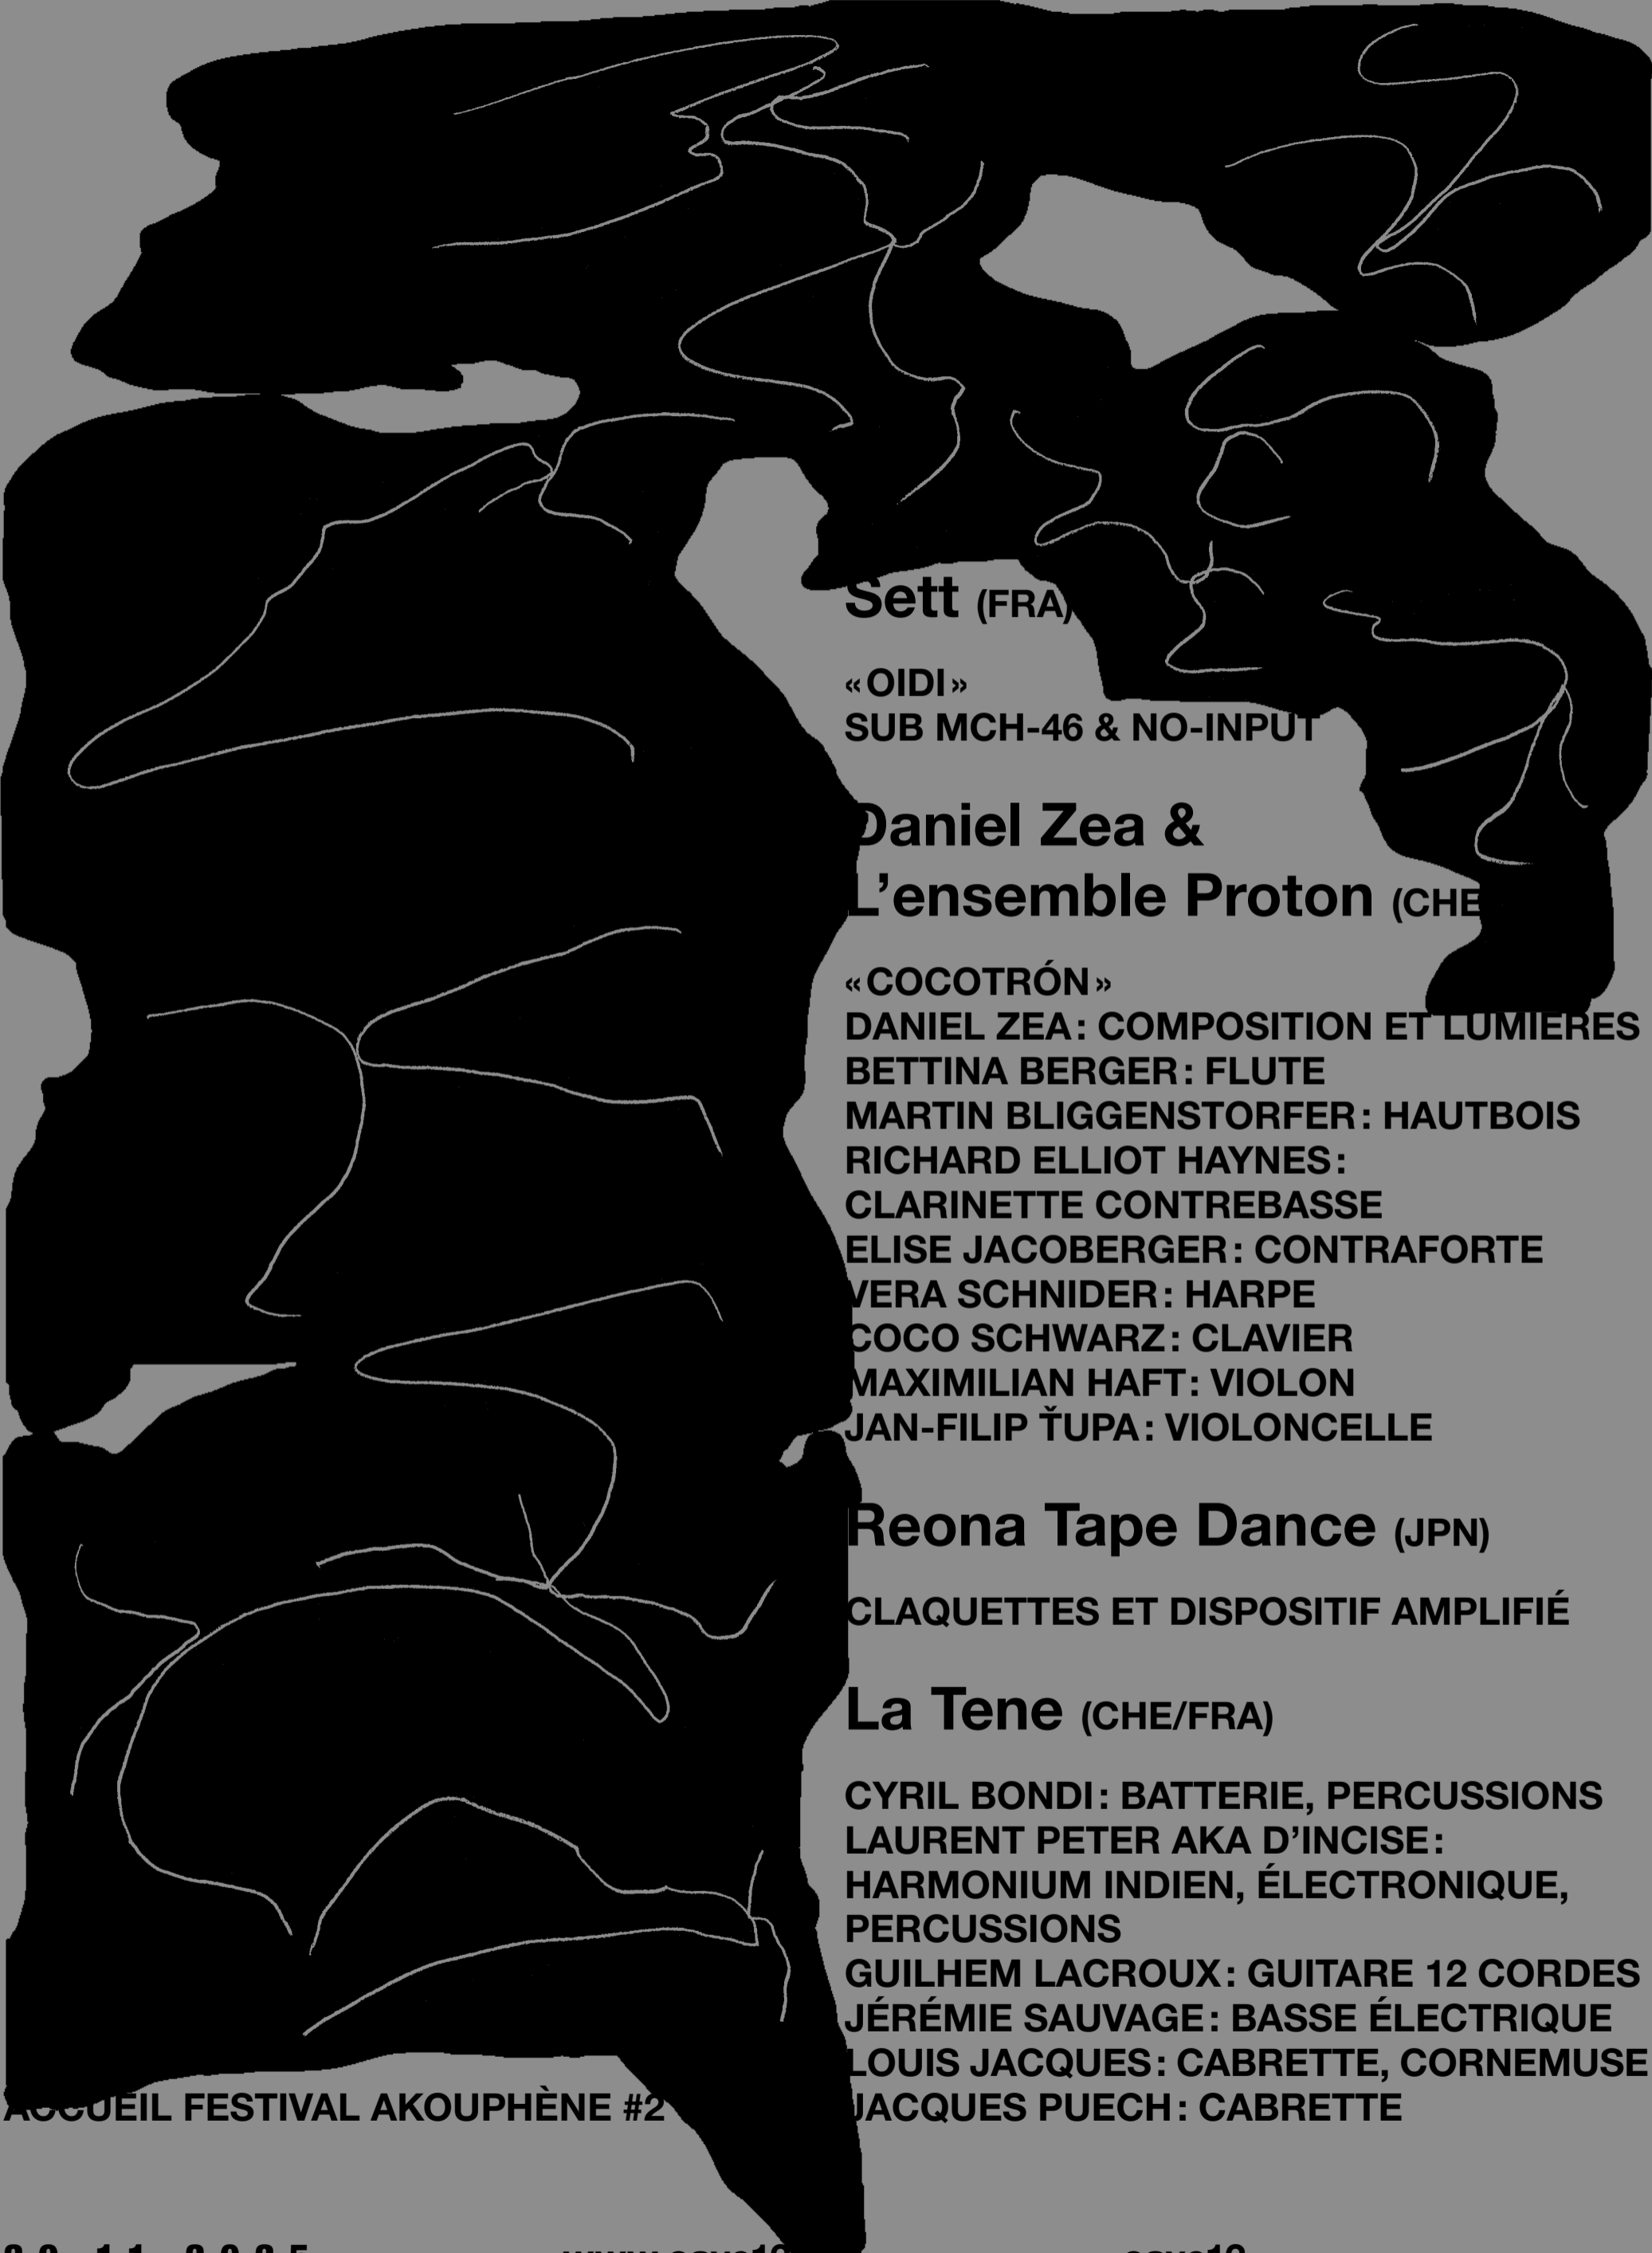 Sett (FRA)
« OIDI »
SUB MCH-46 & NO-INPUT
Daniel Zea &
L’ensemble Proton (CHE
« COCOTRÓN »
DANIEL ZEA : COMPOSITION ET LUMIÈRES
BETTINA BERGER : FLUTE
MARTIN BLIGGENSTORFER : HAUTBOIS
RICHARD ELLIOT HAYNES :
CLARINETTE CONTREBASSE
ELISE JACOBERGER : CONTRAFORTE
VERA SCHNIDER : HARPE
COCO SCHWARZ : CLAVIER
MAXIMILIAN HAFT : VIOLON
JAN-FILIP ŤUPA : VIOLONCELLE
Reona Tape Dance (JPN)
CLAQUETTES ET DISPOSITIF AMPLIFIÉ
La Tene (CHE/FRA)
CYRIL BONDI : BATTERIE, PERCUSSIONS
LAURENT PETER AKA D’INCISE :
HARMONIUM INDIEN, ÉLECTRONIQUE,
PERCUSSIONS
GUILHEM LACROUX : GUITARE 12 CORDES
JÉRÉMIE SAUVAGE : BASSE ÉLECTRIQUE
LOUIS JACQUES : CABRETTE, CORNEMUSE
JACQUES PUECH : CABRETTE
ACCUEIL FESTIVAL AKOUPHÈNE #2